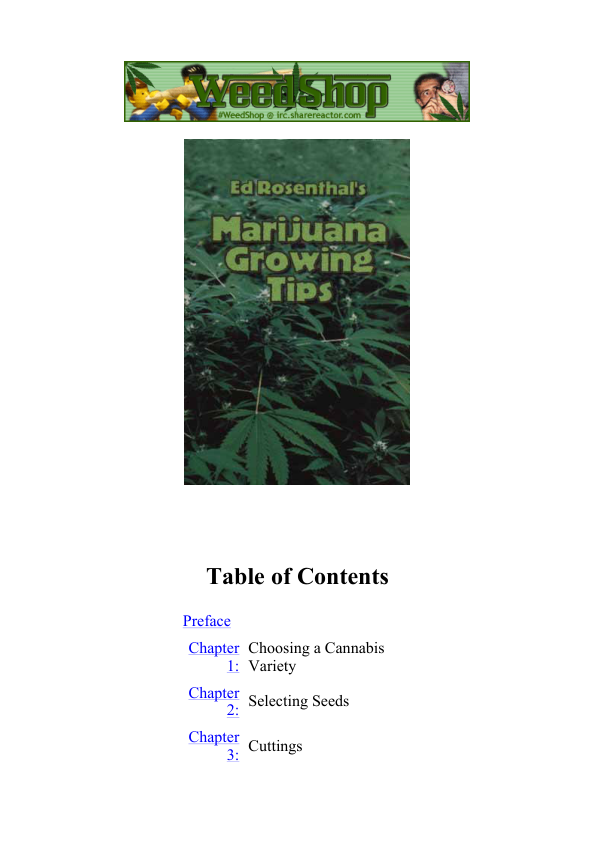 WeedShop
#WeedShop @ irc.sharereactor.com
Ed Rosenthal's
Marijuana
Growing
Tips
Table of Contents
Preface
Chapter 1: Choosing a Cannabis Variety
Chapter 2: Selecting Seeds
Chapter 3: Cuttings